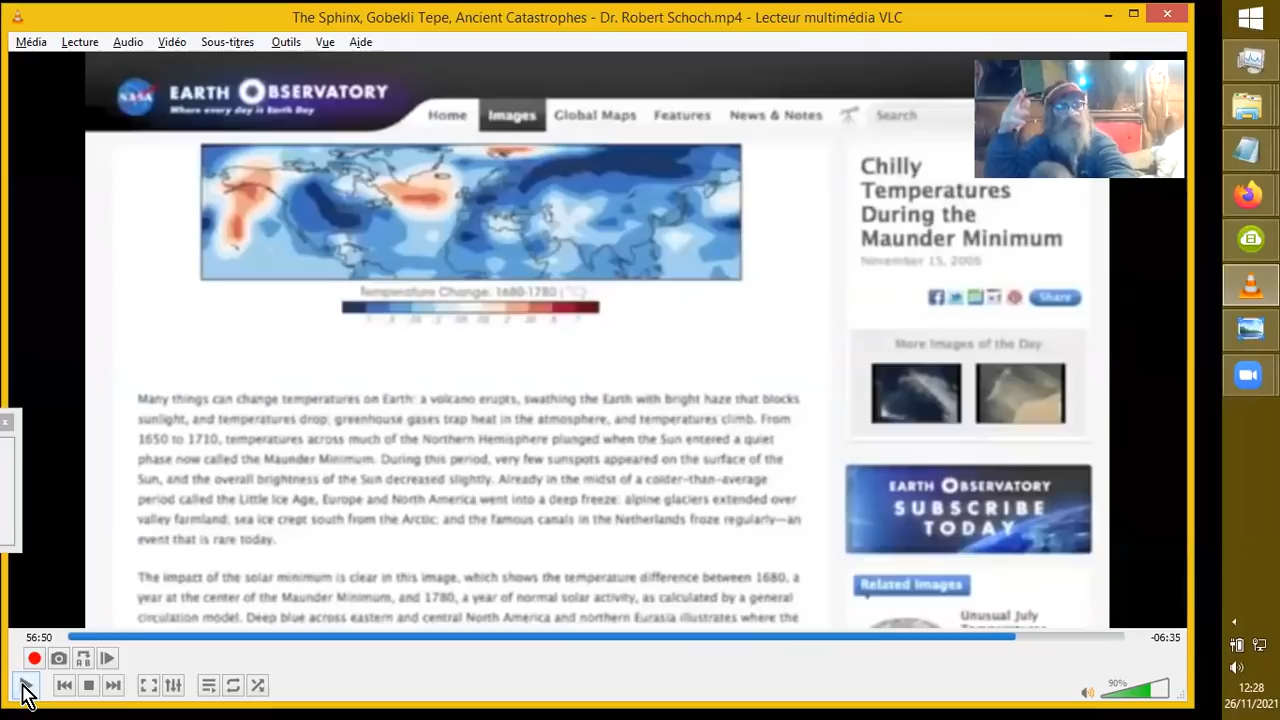 The Sphinx, Gobekli Tepe, Ancient Catastrophes - Dr. Robert Schoch.mp4 - Lecteur multimédia VLC
Média Lecture Audio Vidéo Sous-titres Outils Vue Aide
NASA EARTH OBSERVATORY
Where every day is Earth Day
Home Images Global Maps Features News & Notes Search
Chilly
Temperatures
During the
Maunder Minimum
Share
More Images of the Day
Temperature Change: 1680-1780 (°C)
Many things can change temperatures on Earth: a volcano erupts, swathing the Earth with bright haze that blocks
sunlight, and temperatures drop; greenhouse gases trap heat in the atmosphere, and temperatures climb. From
1650 to 1710, temperatures across much of the Northern Hemisphere plunged when the Sun entered a quiet
phase now called the Maunder Minimum. During this period, very few sunspots appeared on the surface of the
Sun, and the overall brightness of the Sun decreased slightly. Already in the midst of a colder-than-average
period called the Little Ice Age, Europe and North America went into a deep freeze: alpine glaciers extended over
valley farmland; sea ice crept south from the Arctic; and the famous canals in the Netherlands froze regularly—an
event that is rare today.
The impact of the solar minimum is clear in this image, which shows the temperature difference between 1680, a
year at the center of the Maunder Minimum, and 1780, a year of normal solar activity, as calculated by a general
circulation model. Deep blue across eastern and central North America and northern Eurasia illustrates where the
EARTH OBSERVATORY
SUBSCRIBE
TODAY
Related Images
Unusual July
56:50 -06:35
90%
12:28
26/11/2021